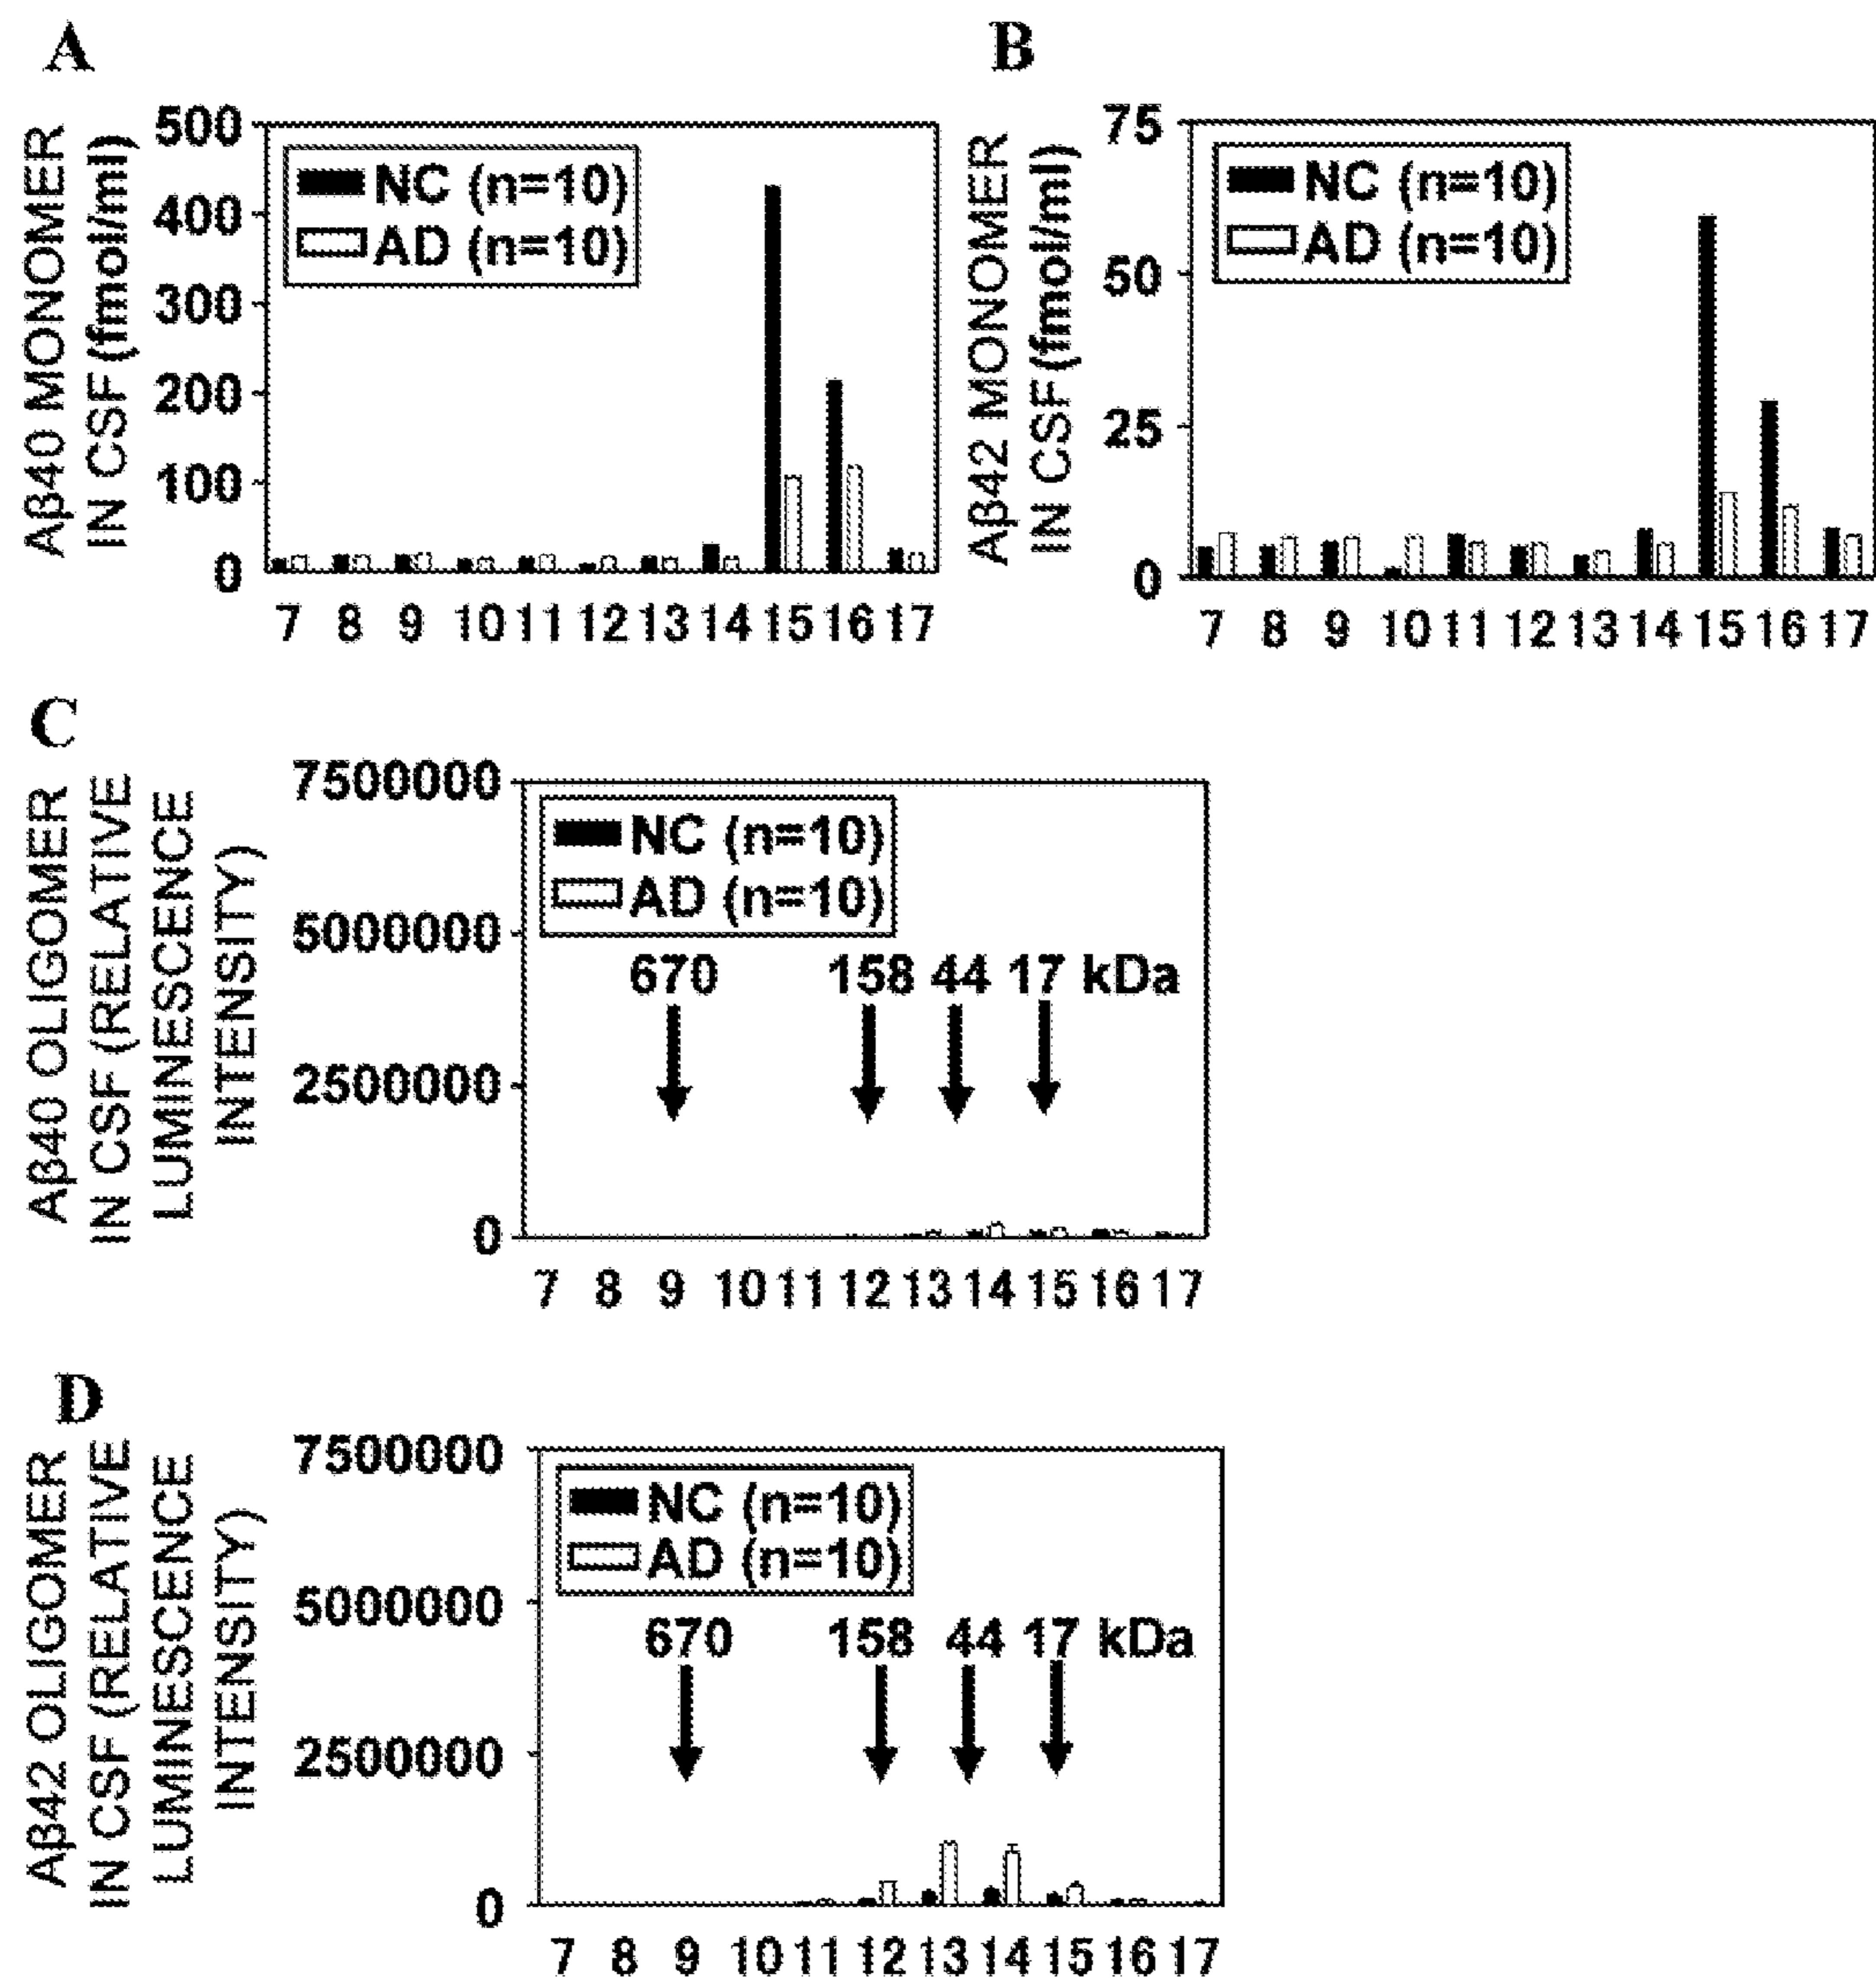 A
Aβ40 MONOMER
IN CSF(fmol/ml)
500
400
300
200
100
0
NC (n=10)
AD (n=10)
7 8 9 10 11 12 13 14 15 16 17
B
Aβ42 MONOMER
IN CSF(fmol/ml)
75
50
25
0
NC (n=10)
AD (n=10)
7 8 9 10 11 12 13 14 15 16 17
C
Aβ40 OLIGOMER
IN CSF (RELATIVE
LUMINESCENCE
INTENSITY)
7500000
5000000
2500000
0
NC (n=10)
AD (n=10)
670 158 44 17 kDa
7 8 9 10 11 12 13 14 15 16 17
D
Aβ42 OLIGOMER
IN CSF (RELATIVE
LUMINESCENCE
INTENSITY)
7500000
5000000
2500000
0
NC (n=10)
AD (n=10)
670 158 44 17 kDa
7 8 9 10 11 12 13 14 15 16 17